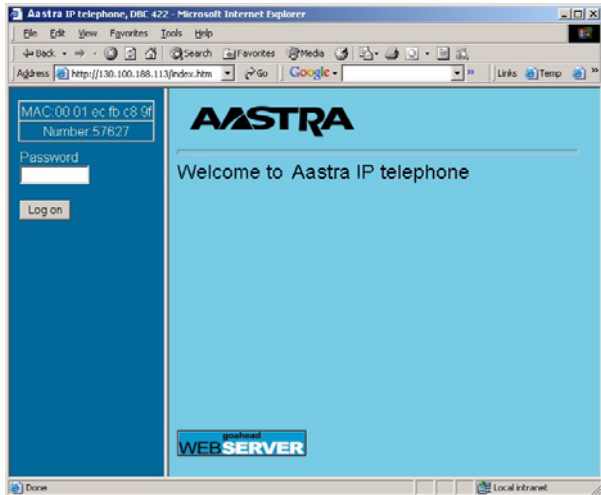 Aastra IP telephone, DBC 422 - Microsoft Internet Explorer
File Edit View Favorites Tools Help
Back Search Favorites Media
Address http://130.100.188.113/index.htm Go Google Links Temp
MAC:00 01 ec fb c8 9f
Number:57627
Password
Log on
AASTRA
Welcome to Aastra IP telephone
goahead
WEBSERVER
Done Local intranet